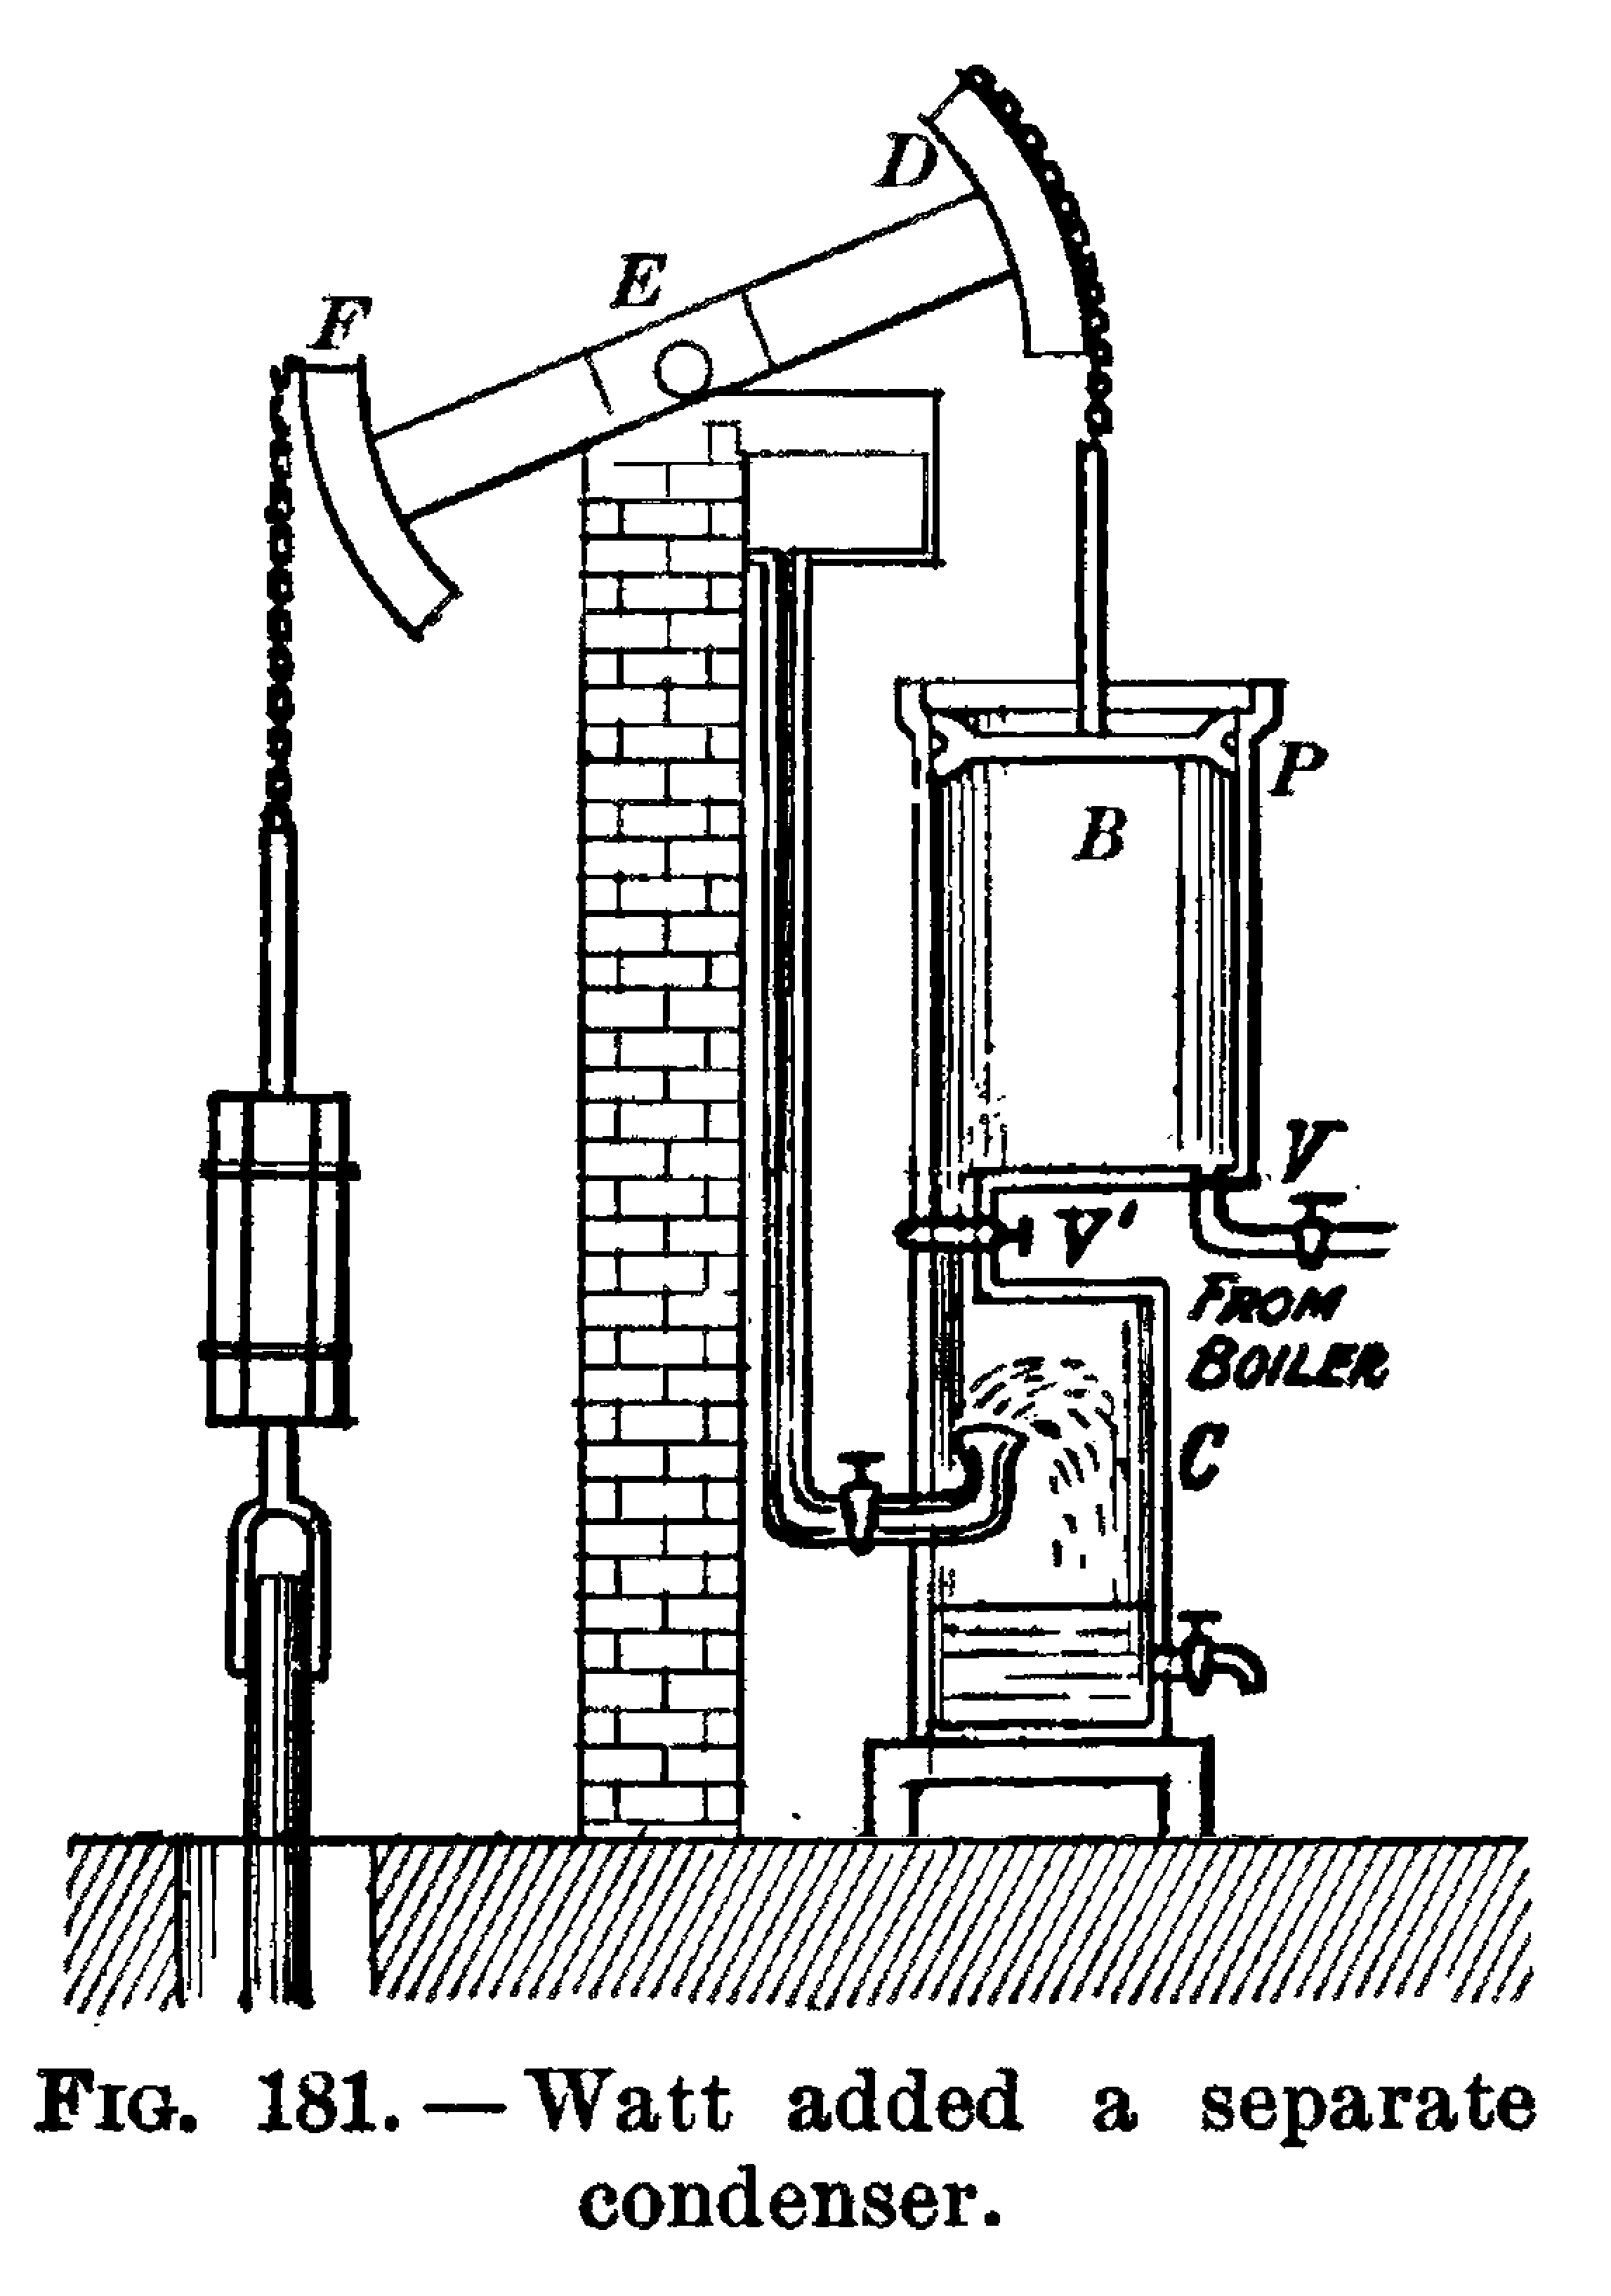 D
E
F
P
B
V
V'
FROM
BOILER
C
FIG. 181. — Watt added a separate
condenser.